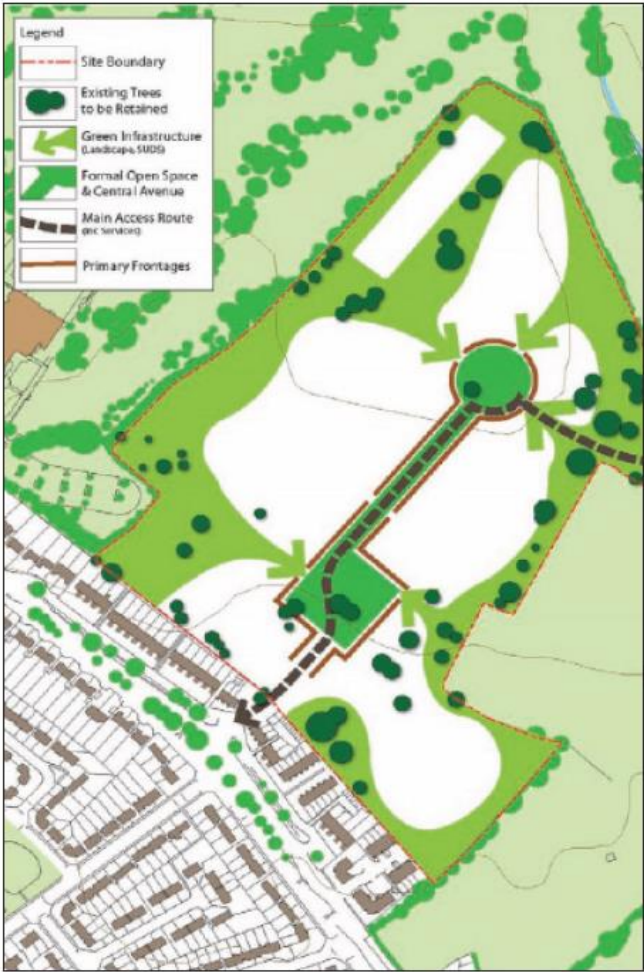 Legend
Site Boundary
Existing Trees
to be Retained
Green Infrastructure
(Landscape, SUDS)
Formal Open Space
& Central Avenue
Main Access Route
(inc Services)
Primary Frontages